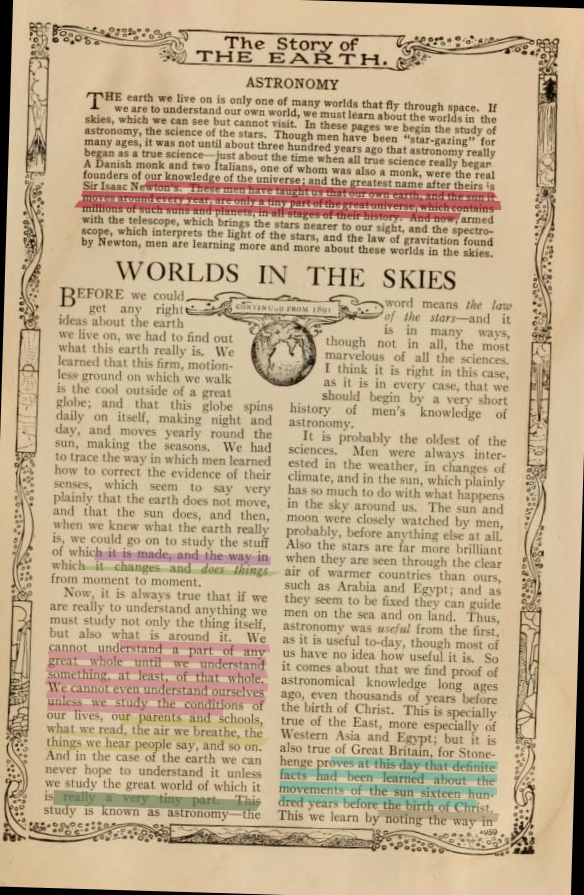 The Story of
THE EARTH.
ASTRONOMY
THE earth we live on is only one of many worlds that fly through space. If
we are to understand our own world, we must learn about the worlds in the
skies, which we can see but cannot visit. In these pages we begin the study of
astronomy, the science of the stars. Though men have been "star-gazing" for
many ages, it was not until about three hundred years ago that astronomy really
began as a true science—just about the time when all true science really began
A Danish monk and two Italians, one of whom was also a monk, were the real
founders of our knowledge of the universe; and the greatest name after theirs is
Sir Isaac Newton's. These men have taught us that our own earth, and the sun it
moves around every year, are only a tiny part of the great universe, which contains
millions of such suns and planets, in all stages of their history. And now, armed
with the telescope, which brings the stars nearer to our sight, and the spectro-
scope, which interprets the light of the stars, and the law of gravitation found
by Newton, men are learning more and more about these worlds in the skies.
WORLDS IN THE SKIES
CONTINUED FROM 1891
BEFORE we could
get any right
ideas about the earth
we live on, we had to find out
what this earth really is. We
learned that this firm, motion-
less ground on which we walk
is the cool outside of a great
globe; and that this globe spins
daily on itself, making night and
day, and moves yearly round the
sun, making the seasons. We had
to trace the way in which men learned
how to correct the evidence of their
senses, which seem to say very
plainly that the earth does not move,
and that the sun does, and then,
when we knew what the earth really
is, we could go on to study the stuff
of which it is made, and the way in
which it changes and does things
from moment to moment.
Now, it is always true that if we
are really to understand anything we
must study not only the thing itself,
but also what is around it. We
cannot understand a part of any
great whole until we understand
something, at least, of that whole.
We cannot even understand ourselves
unless we study the conditions of
our lives, our parents and schools,
what we read, the air we breathe, the
things we hear people say, and so on.
And in the case of the earth we can
never hope to understand it unless
we study the great world of which it
is really a very tiny part. This
study is known as astronomy—the
word means the law
of the stars—and it
is in many ways,
though not in all, the most
marvelous of all the sciences.
I think it is right in this case,
as it is in every case, that we
should begin by a very short
history of men's knowledge of
astronomy.
It is probably the oldest of the
sciences. Men were always inter-
ested in the weather, in changes of
climate, and in the sun, which plainly
has so much to do with what happens
in the sky around us. The sun and
moon were closely watched by men,
probably, before anything else at all.
Also the stars are far more brilliant
when they are seen through the clear
air of warmer countries than ours,
such as Arabia and Egypt; and as
they seem to be fixed they can guide
men on the sea and on land. Thus,
astronomy was useful from the first,
as it is useful to-day, though most of
us have no idea how useful it is. So
it comes about that we find proof of
astronomical knowledge long ages
ago, even thousands of years before
the birth of Christ. This is specially
true of the East, more especially of
Western Asia and Egypt; but it is
also true of Great Britain, for Stone-
henge proves at this day that definite
facts had been learned about the
movements of the sun sixteen hun-
dred years before the birth of Christ.
This we learn by noting the way in
1959